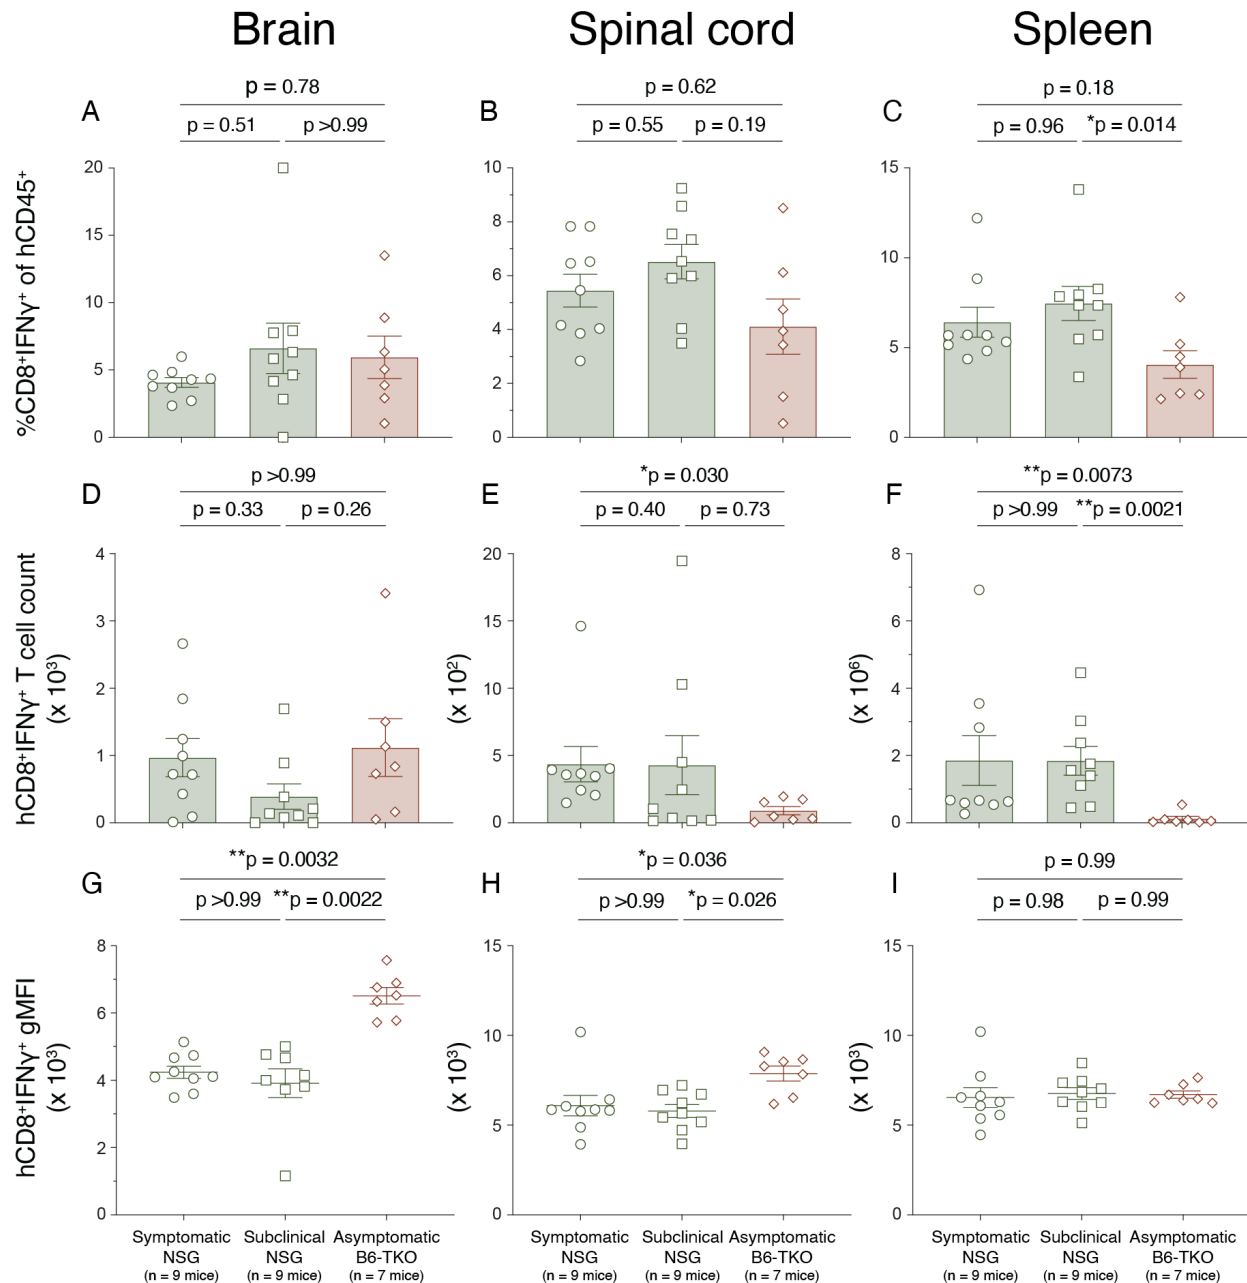 Brain
Spinal cord
Spleen
A
p = 0.78
p = 0.51
p >0.99
B
p = 0.62
p = 0.55
p = 0.19
C
p = 0.18
p = 0.96
*p = 0.014
%CD8⁺IFNγ⁺ of hCD45⁺
20
15
10
5
0
10
8
6
4
2
0
15
10
5
0
D
p >0.99
p = 0.33
p = 0.26
E
*p = 0.030
p = 0.40
p = 0.73
F
**p = 0.0073
p >0.99
**p = 0.0021
hCD8⁺IFNγ⁺ T cell count
(x 10³)
4
3
2
1
0
(x 10²)
20
15
10
5
0
(x 10⁶)
8
6
4
2
0
G
**p = 0.0032
p >0.99
**p = 0.0022
H
*p = 0.036
p >0.99
*p = 0.026
I
p = 0.99
p = 0.98
p = 0.99
hCD8⁺IFNγ⁺ gMFI
(x 10³)
8
6
4
2
0
(x 10³)
15
10
5
0
(x 10³)
15
10
5
0
Symptomatic
NSG
(n = 9 mice)
Subclinical
NSG
(n = 9 mice)
Asymptomatic
B6-TKO
(n = 7 mice)
Symptomatic
NSG
(n = 9 mice)
Subclinical
NSG
(n = 9 mice)
Asymptomatic
B6-TKO
(n = 7 mice)
Symptomatic
NSG
(n = 9 mice)
Subclinical
NSG
(n = 9 mice)
Asymptomatic
B6-TKO
(n = 7 mice)